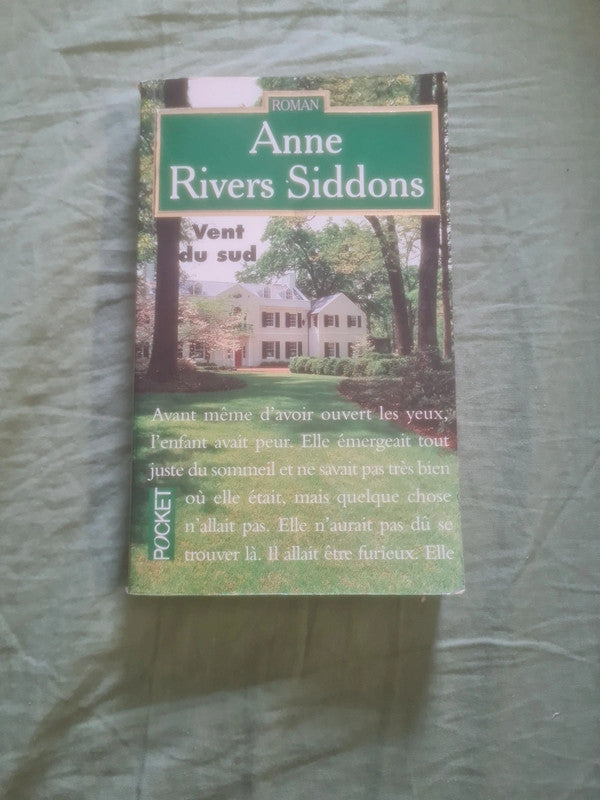 ROMAN
Anne
Rivers Siddons
Vent
du sud
Avant même d'avoir ouvert les yeux,
l'enfant avait peur. Elle émergeait tout
juste du sommeil et ne savait pas très bien
où elle était, mais quelque chose
n'allait pas. Elle n'aurait pas dû se
trouver là. Il allait être furieux. Elle
POCKET